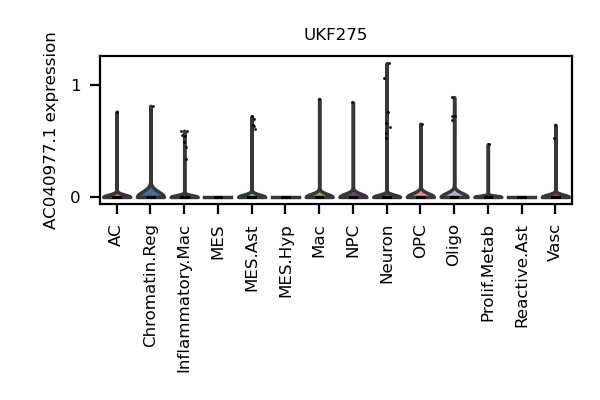 UKF275
AC040977.1 expression
1
0
AC
Chromatin.Reg
Inflammatory.Mac
MES
MES.Ast
MES.Hyp
Mac
NPC
Neuron
OPC
Oligo
Prolif.Metab
Reactive.Ast
Vasc